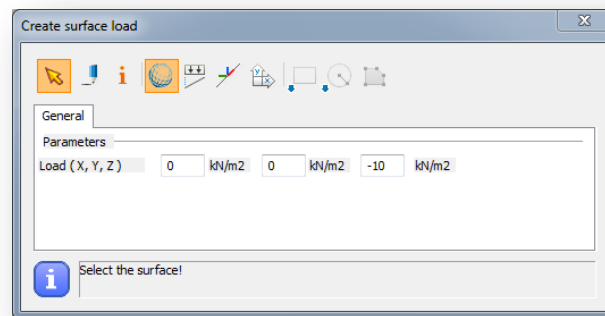 Create surface load
General
Parameters
Load ( X, Y, Z ) 0 kN/m2 0 kN/m2 -10 kN/m2
Select the surface!